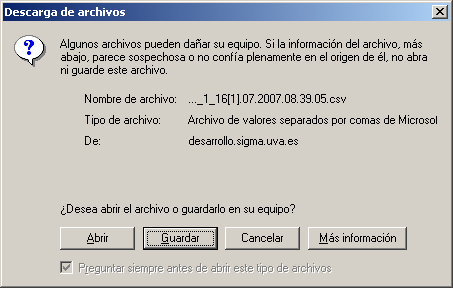 Descarga de archivos
Algunos archivos pueden dañar su equipo. Si la información del archivo, más
abajo, parece sospechosa o no confía plenamente en el origen de él, no abra
ni guarde este archivo.
Nombre de archivo: ..._1_16[1].07.2007.08.39.05.csv
Tipo de archivo: Archivo de valores separados por comas de Microsol
De: desarrollo.sigma.uva.es
¿Desea abrir el archivo o guardarlo en su equipo?
Abrir Guardar Cancelar Más información
Preguntar siempre antes de abrir este tipo de archivos